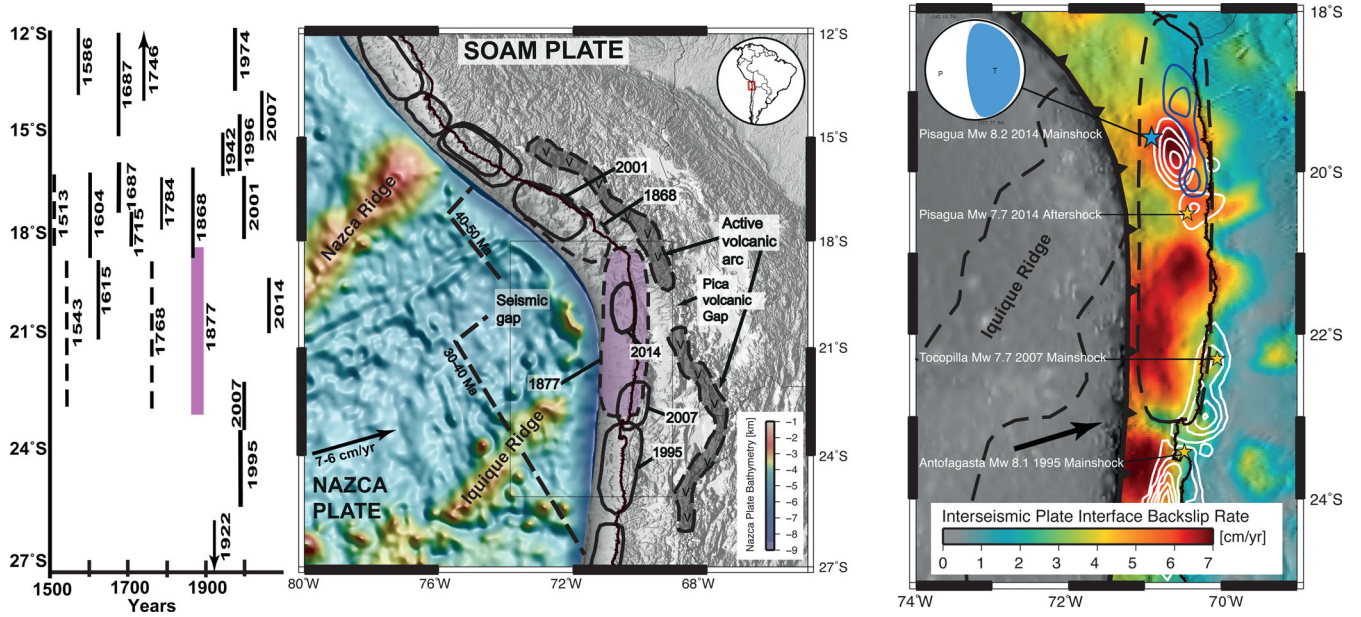 12°S
15°S
18°S
21°S
24°S
27°S
1500
1700
1900
Years
1586
1687
1746
1974
2007
1996
1942
1513
1604
1687
1715
1784
1868
2001
1543
1615
1768
1877
2014
2007
1995
1922
SOAM PLATE
2001
1868
Nazca Ridge
40-50 Ma
Active
volcanic
arc
Pica
volcanic
Gap
Seismic
gap
2014
30-40 Ma
1877
2007
1995
Iquique Ridge
7-6 cm/yr
NAZCA
PLATE
Nazca Plate Bathymetry [km]
-1
-2
-3
-4
-5
-6
-7
-8
-9
80°W
76°W
72°W
68°W
12°S
15°S
18°S
21°S
24°S
27°S
P
T
Pisagua Mw 8.2 2014 Mainshock
Pisagua Mw 7.7 2014 Aftershock
Iquique Ridge
Tocopilla Mw 7.7 2007 Mainshock
Antofagasta Mw 8.1 1995 Mainshock
Interseismic Plate Interface Backslip Rate
[cm/yr]
0 1 2 3 4 5 6 7
18°S
20°S
22°S
24°S
74°W
72°W
70°W